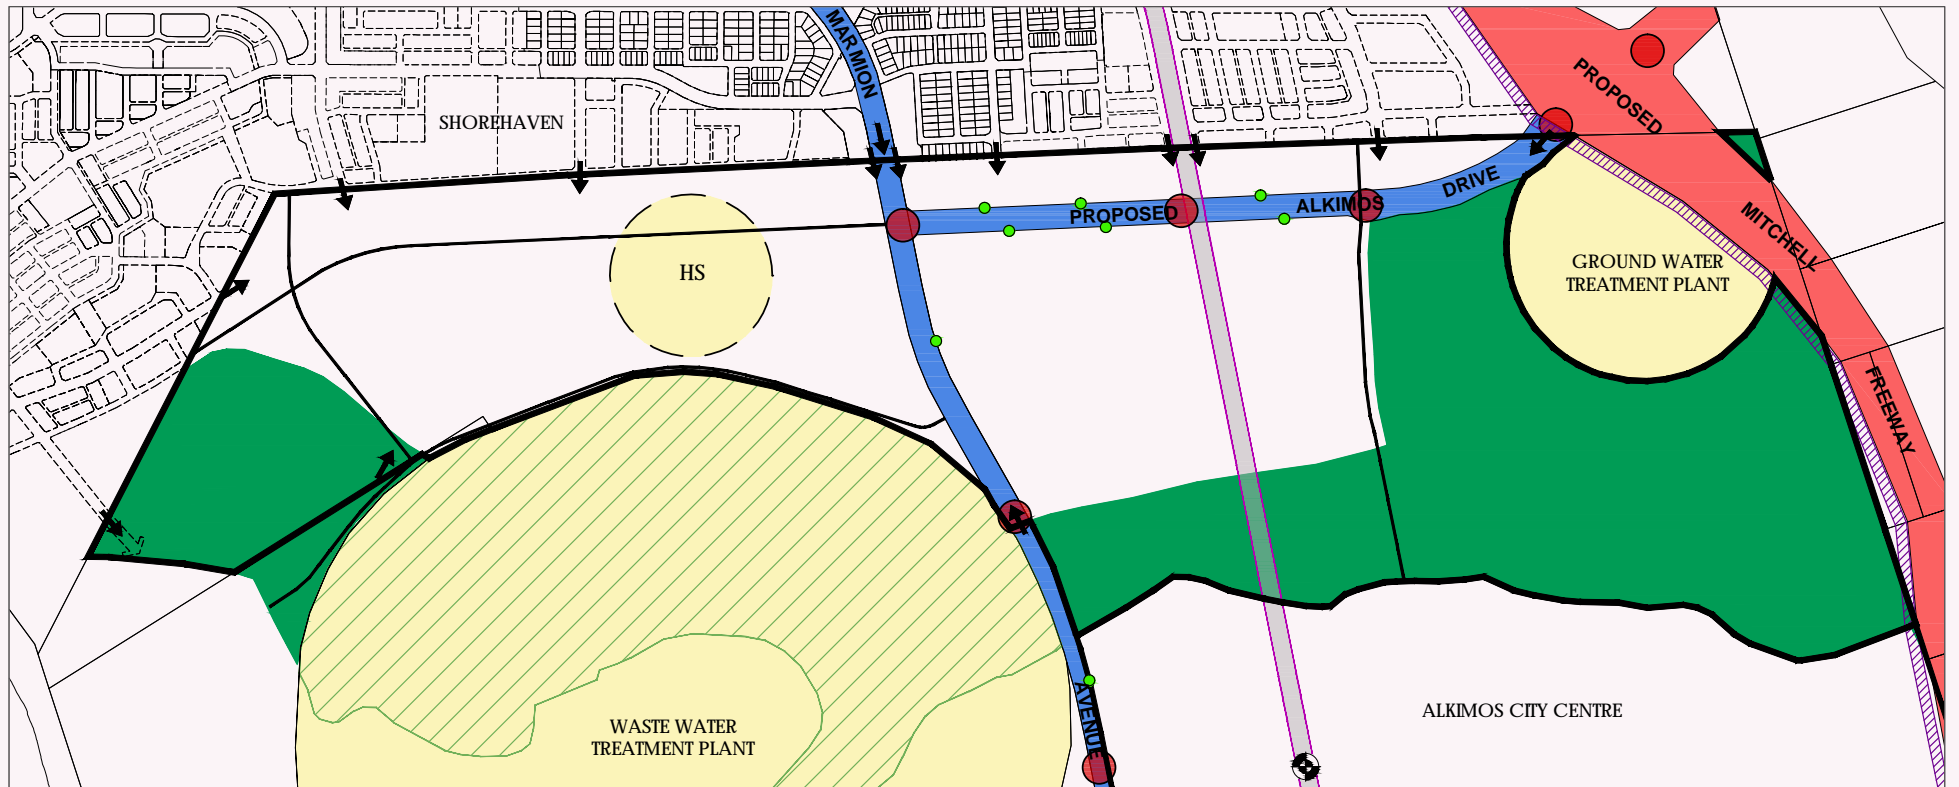 MARMION
PROPOSED
SHOREHAVEN
DRIVE
PROPOSED ALKIMOS
MITCHELL
GROUND WATER
TREATMENT PLANT
HS
FREEWAY
WASTE WATER
TREATMENT PLANT
AVENUE
ALKIMOS CITY CENTRE